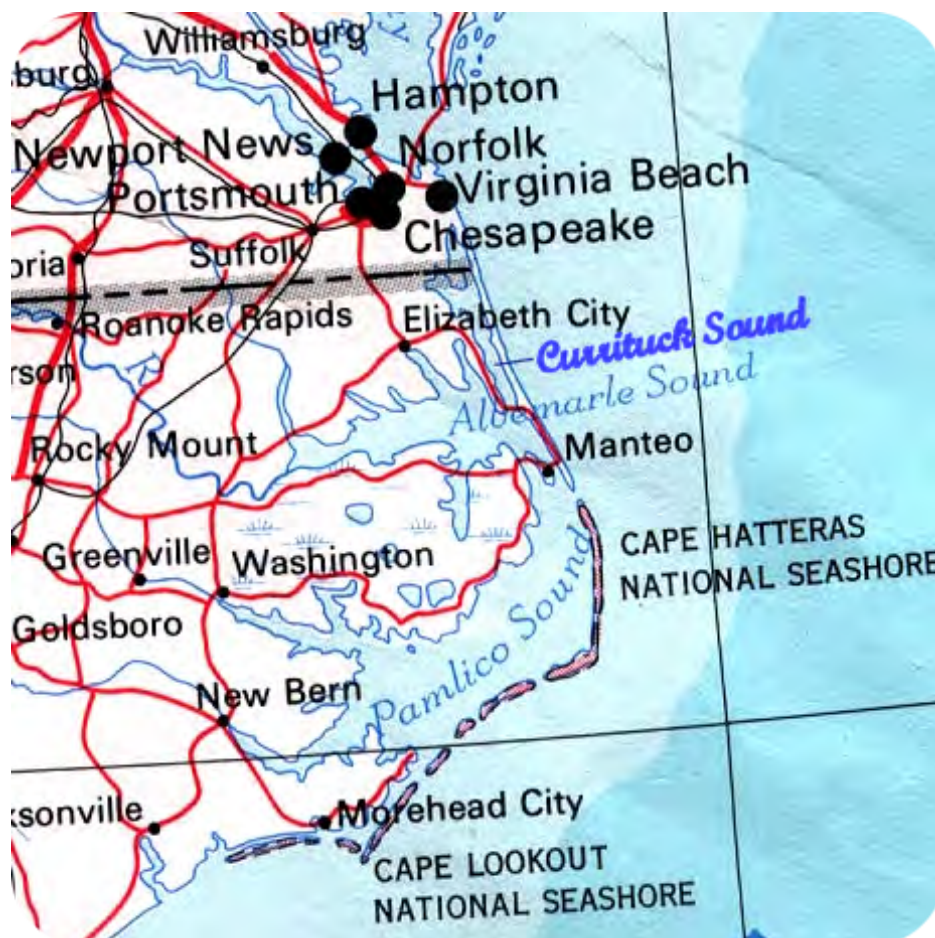 Williamsburg
sburg
Hampton
Newport News
Norfolk
Portsmouth
Virginia Beach
Chesapeake
Suffolk
oria
Roanoke Rapids
Elizabeth City
Currituck Sound
rson
Albemarle Sound
Rocky Mount
Manteo
CAPE HATTERAS
NATIONAL SEASHORE
Greenville
Washington
Pamlico Sound
Goldsboro
New Bern
ksonville
Morehead City
CAPE LOOKOUT
NATIONAL SEASHORE